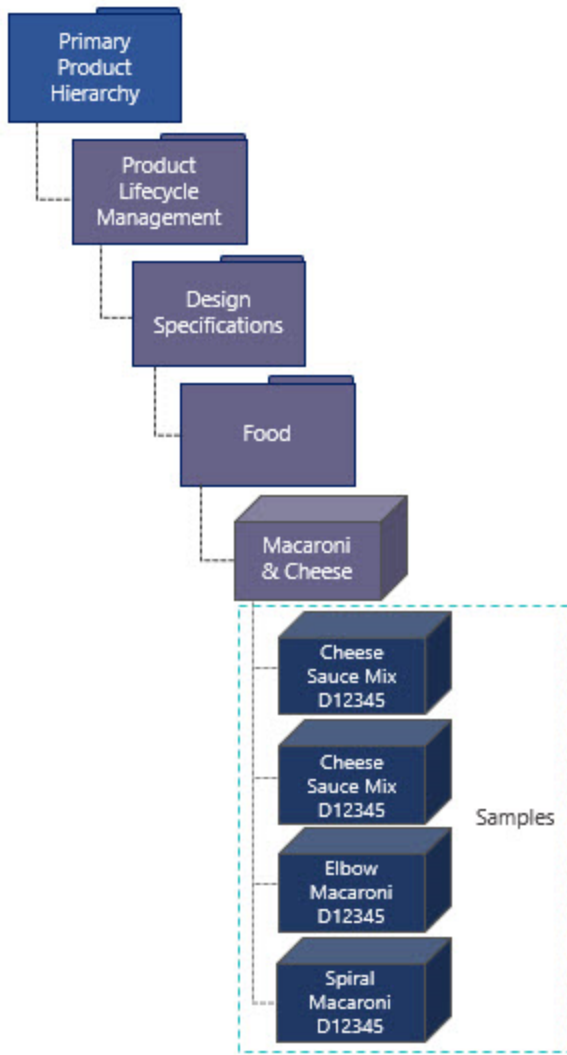 Primary
Product
Hierarchy
Product
Lifecycle
Management
Design
Specifications
Food
Macaroni
& Cheese
Cheese
Sauce Mix
D12345
Cheese
Sauce Mix
D12345
Samples
Elbow
Macaroni
D12345
Spiral
Macaroni
D12345